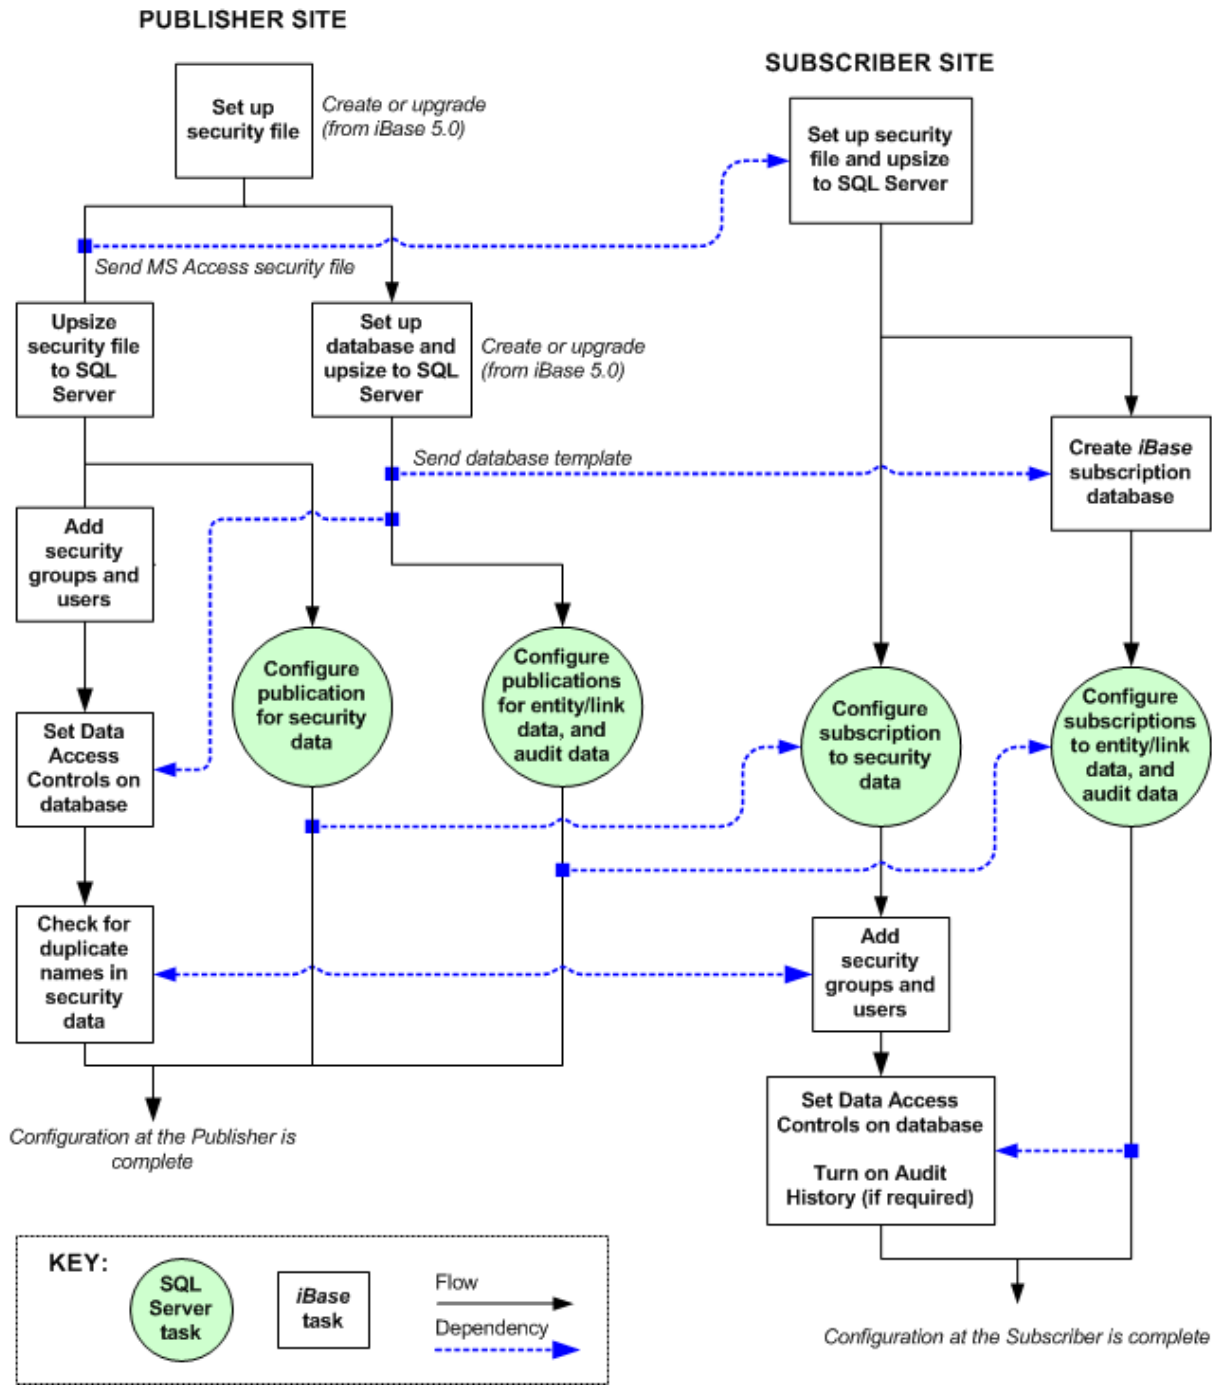 PUBLISHER SITE
SUBSCRIBER SITE
Set up
security file
Create or upgrade
(from iBase 5.0)
Set up security
file and upsize
to SQL Server
Send MS Access security file
Upsize
security file
to SQL
Server
Set up
database and
upsize to SQL
Server
Create or upgrade
(from iBase 5.0)
Send database template
Create iBase
subscription
database
Add
security
groups and
users
Configure
publication
for security
data
Configure
publications
for entity/link
data, and
audit data
Configure
subscription
to security
data
Configure
subscriptions
to entity/link
data, and
audit data
Set Data
Access
Controls on
database
Check for
duplicate
names in
security
data
Add
security
groups and
users
Set Data Access
Controls on database
Turn on Audit
History (if required)
Configuration at the Publisher is
complete
KEY:
SQL
Server
task
iBase
task
Flow
Dependency
Configuration at the Subscriber is complete